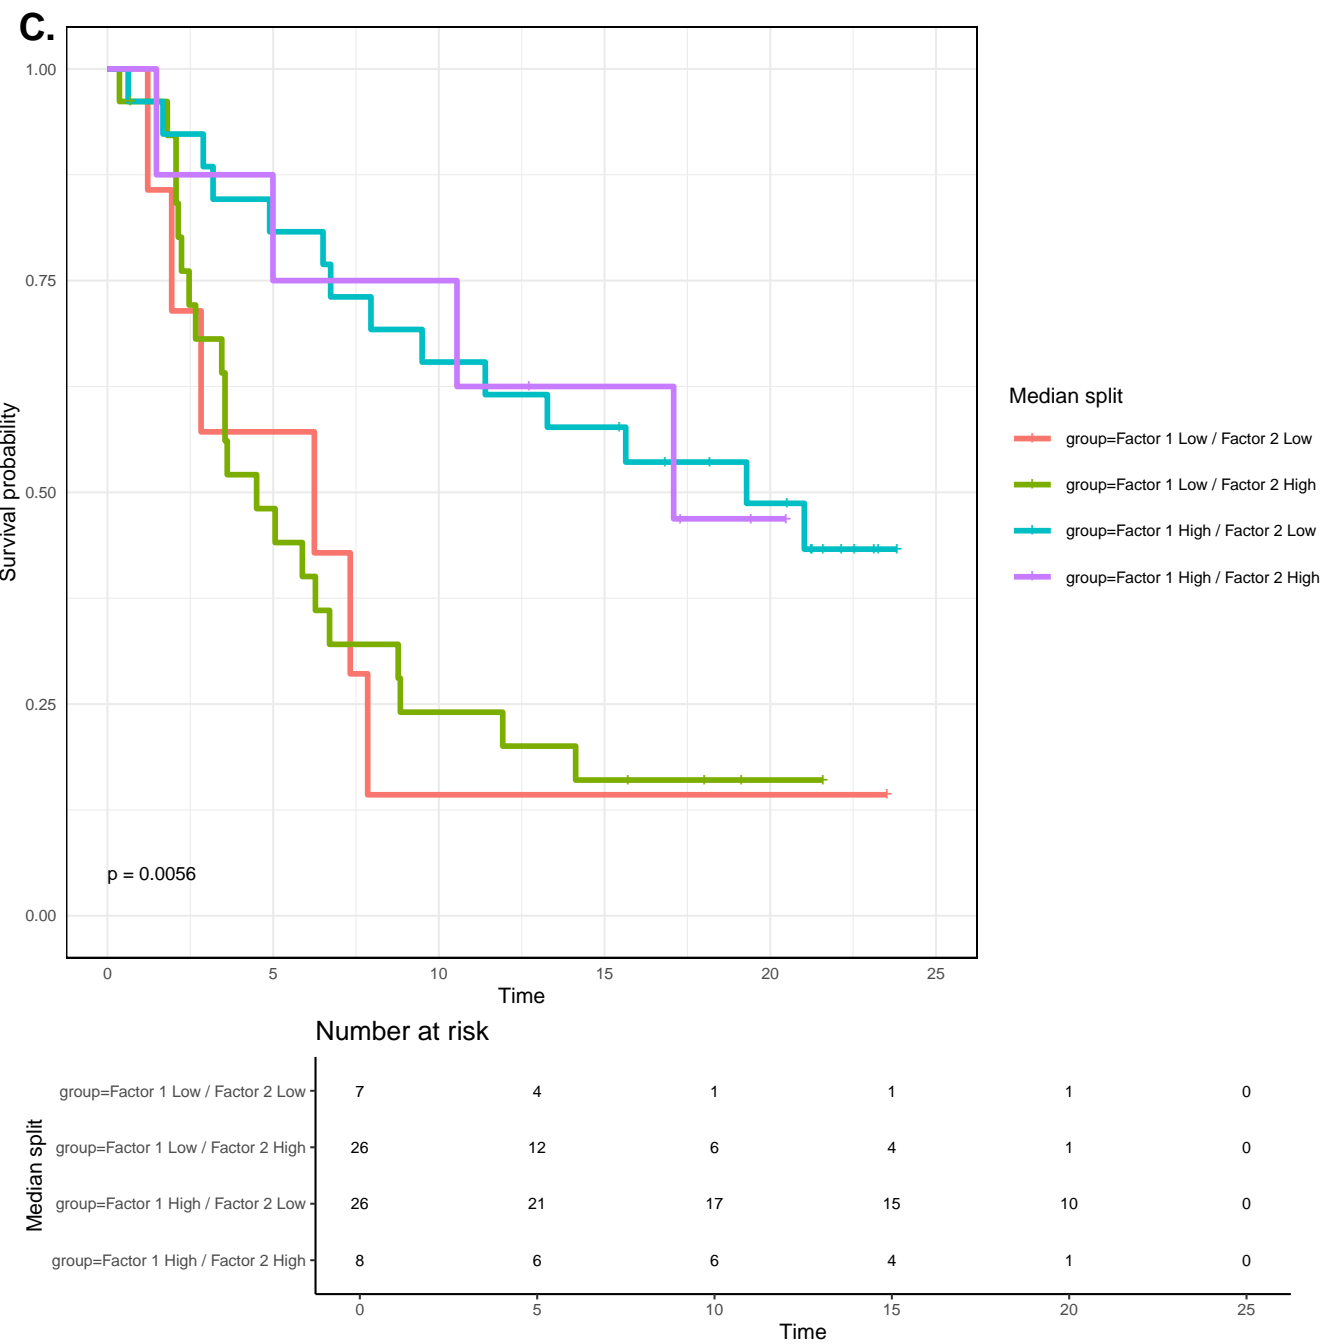 C.
1.00
0.75
0.50
0.25
0.00
Survival probability
p = 0.0056
0 5 10 15 20 25
Time
Median split
group=Factor 1 Low / Factor 2 Low
group=Factor 1 Low / Factor 2 High
group=Factor 1 High / Factor 2 Low
group=Factor 1 High / Factor 2 High
Number at risk
Median split
group=Factor 1 Low / Factor 2 Low 7 4 1 1 1 0
group=Factor 1 Low / Factor 2 High 26 12 6 4 1 0
group=Factor 1 High / Factor 2 Low 26 21 17 15 10 0
group=Factor 1 High / Factor 2 High 8 6 6 4 1 0
0 5 10 15 20 25
Time